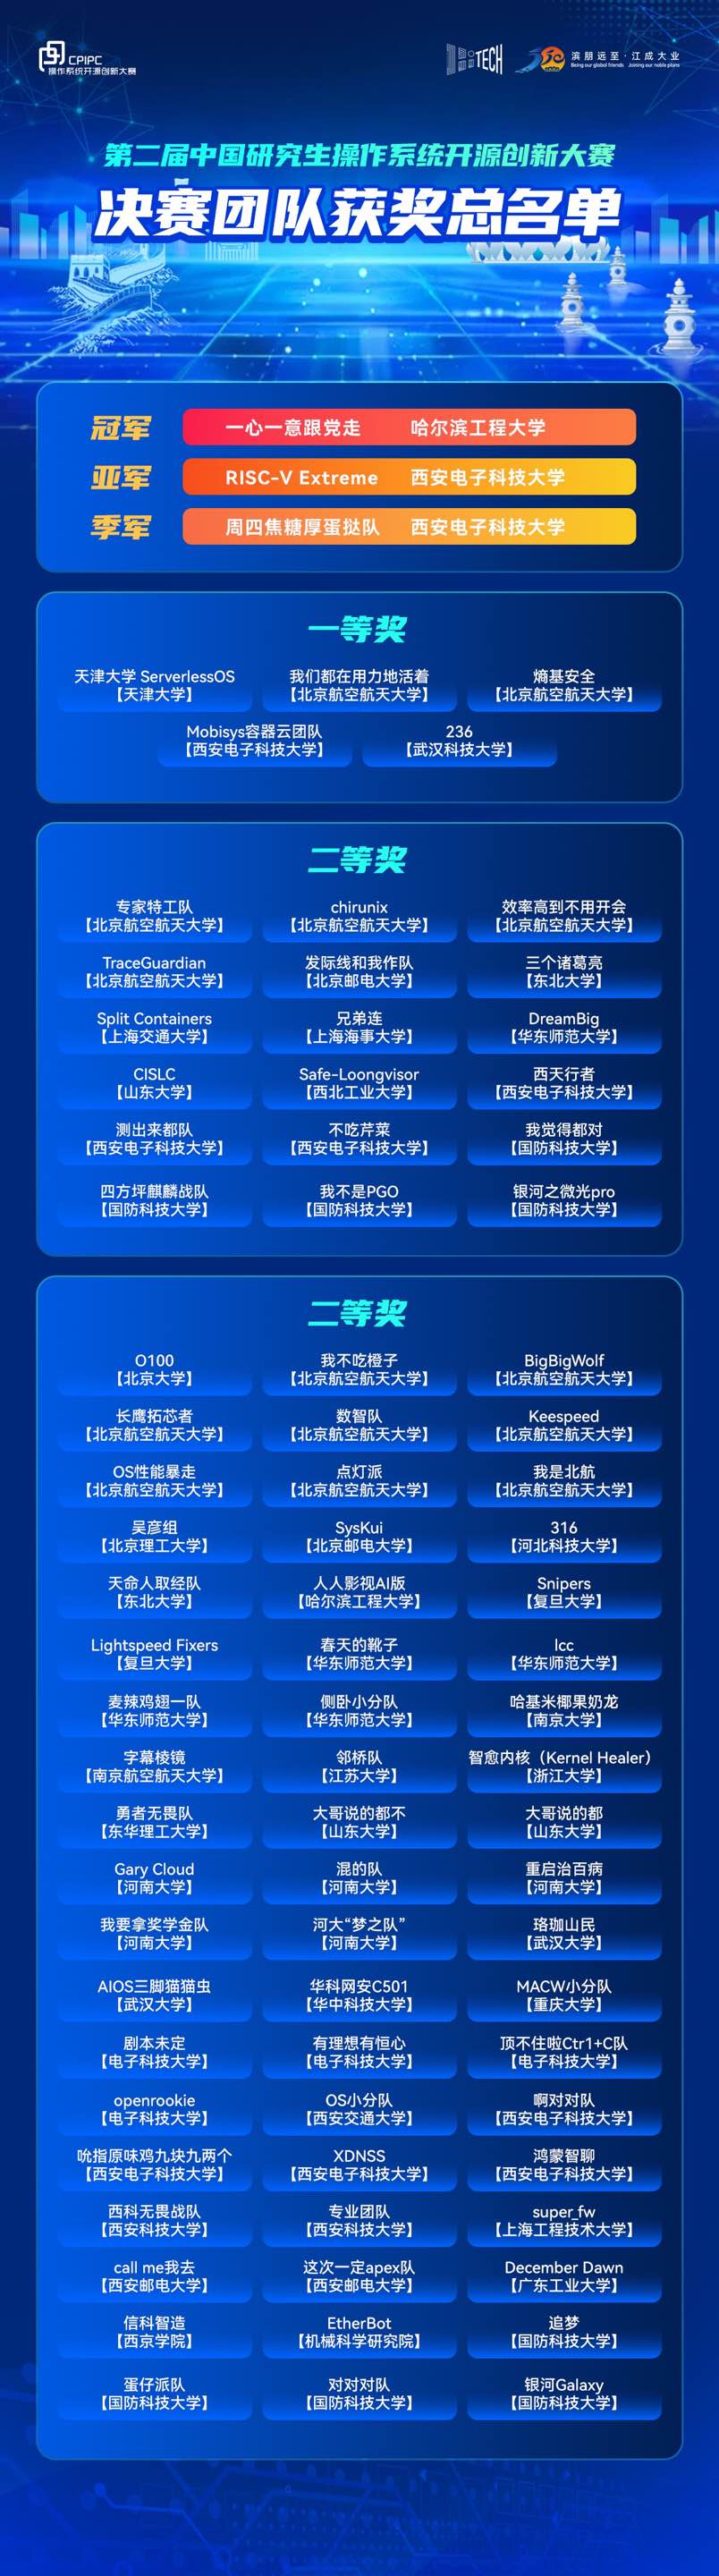 CPIPC
操作系统开源创新大赛
TECH
滨朋远至·江成大业
Being our global friends Joining our noble plans
第二届中国研究生操作系统开源创新大赛
决赛团队获奖总名单
冠军 一心一意跟党走 哈尔滨工程大学
亚军 RISC-V Extreme 西安电子科技大学
季军 周四焦糖厚蛋挞队 西安电子科技大学
一等奖
天津大学 ServerlessOS 我们都在用力地活着 熵基安全
【天津大学】 【北京航空航天大学】 【北京航空航天大学】
Mobisys容器云团队 236
【西安电子科技大学】 【武汉科技大学】
二等奖
专家特工队 chirunix 效率高到不用开会
【北京航空航天大学】 【北京航空航天大学】 【北京航空航天大学】
TraceGuardian 发际线和我作队 三个诸葛亮
【北京航空航天大学】 【北京邮电大学】 【东北大学】
Split Containers 兄弟连 DreamBig
【上海交通大学】 【上海海事大学】 【华东师范大学】
CISLC Safe-Loongvisor 西天行者
【山东大学】 【西北工业大学】 【西安电子科技大学】
测出来都队 不吃芹菜 我觉得都对
【西安电子科技大学】 【西安电子科技大学】 【国防科技大学】
四方坪麒麟战队 我不是PGO 银河之微光pro
【国防科技大学】 【国防科技大学】 【国防科技大学】
二等奖
O100 我不吃橙子 BigBigWolf
【北京大学】 【北京航空航天大学】 【北京航空航天大学】
长鹰拓芯者 数智队 Keespeed
【北京航空航天大学】 【北京航空航天大学】 【北京航空航天大学】
OS性能暴走 点灯派 我是北航
【北京航空航天大学】 【北京航空航天大学】 【北京航空航天大学】
吴彦组 SysKui 316
【北京理工大学】 【北京邮电大学】 【河北科技大学】
天命人取经队 人人影视AI版 Snipers
【东北大学】 【哈尔滨工程大学】 【复旦大学】
Lightspeed Fixers 春天的靴子 lcc
【复旦大学】 【华东师范大学】 【华东师范大学】
麦辣鸡翅一队 侧卧小分队 哈基米椰果奶龙
【华东师范大学】 【华东师范大学】 【南京大学】
字幕棱镜 邻桥队 智愈内核（Kernel Healer）
【南京航空航天大学】 【江苏大学】 【浙江大学】
勇者无畏队 大哥说的都不 大哥说的都
【东华理工大学】 【山东大学】 【山东大学】
Gary Cloud 混的队 重启治百病
【河南大学】 【河南大学】 【河南大学】
我要拿奖学金队 河大“梦之队” 珞珈山民
【河南大学】 【河南大学】 【武汉大学】
AIOS三脚猫猫虫 华科网安C501 MACW小分队
【武汉大学】 【华中科技大学】 【重庆大学】
剧本未定 有理想有恒心 顶不住啦Ctr1+C队
【电子科技大学】 【电子科技大学】 【电子科技大学】
openrookie OS小分队 啊对对队
【电子科技大学】 【西安交通大学】 【西安电子科技大学】
吮指原味鸡九块九两个 XDNSS 鸿蒙智聊
【西安电子科技大学】 【西安电子科技大学】 【西安电子科技大学】
西科无畏战队 专业团队 super_fw
【西安科技大学】 【西安科技大学】 【上海工程技术大学】
call me我去 这次一定apex队 December Dawn
【西安邮电大学】 【西安邮电大学】 【广东工业大学】
信科智造 EtherBot 追梦
【西京学院】 【机械科学研究院】 【国防科技大学】
蛋仔派队 对对对队 银河Galaxy
【国防科技大学】 【国防科技大学】 【国防科技大学】